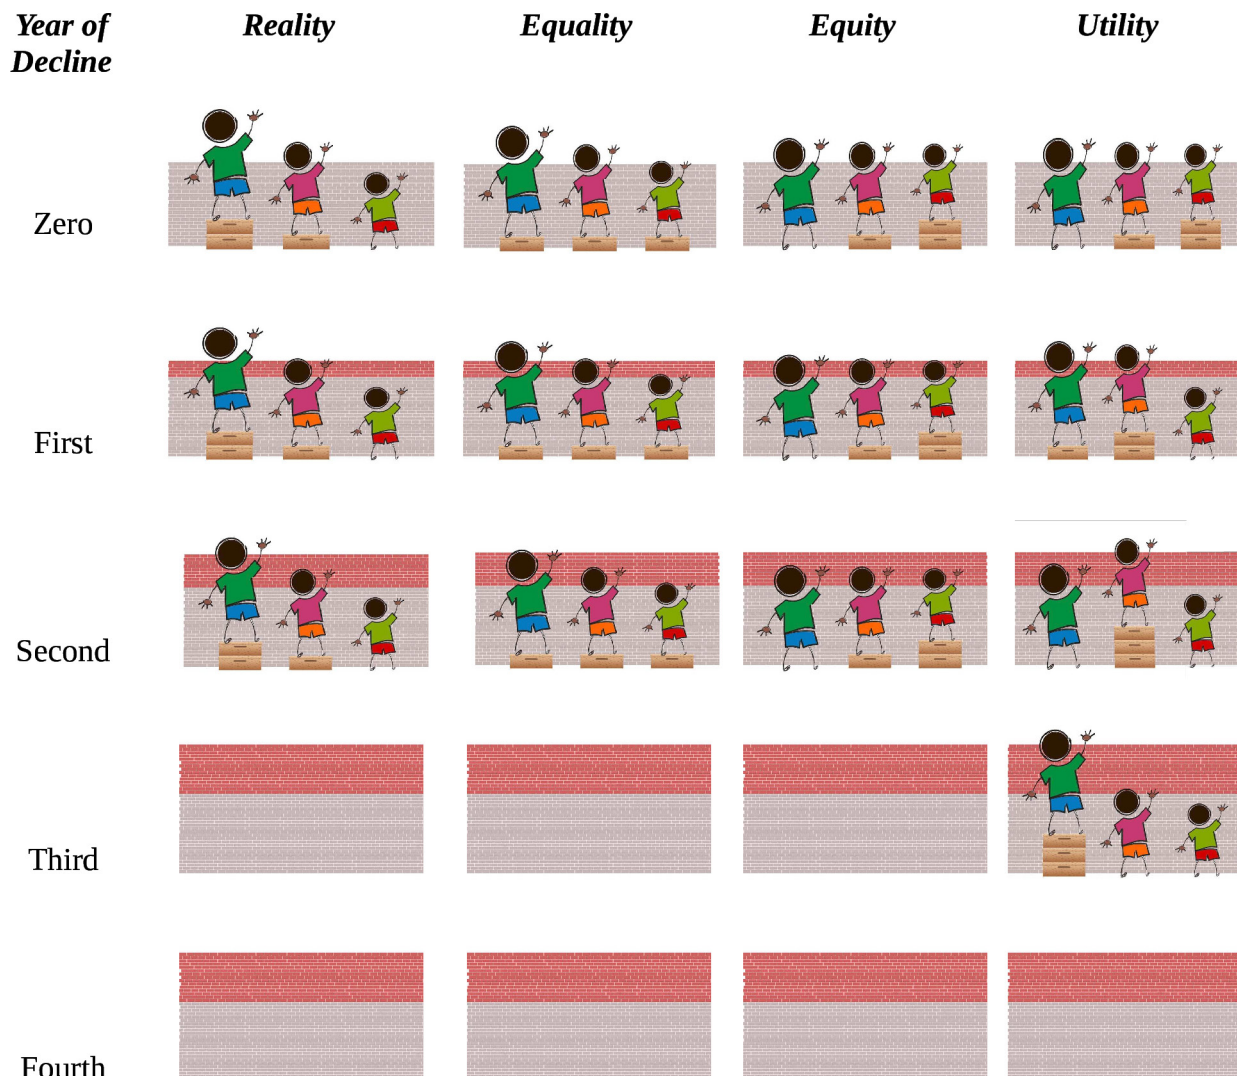 Year of
Decline
Reality
Equality
Equity
Utility
Zero
First
Second
Third
Fourth